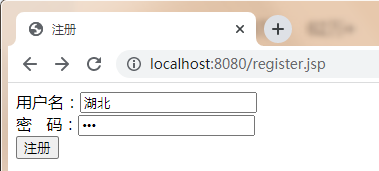 注册
localhost:8080/register.jsp
用户名：湖北
密 码：•••
注册